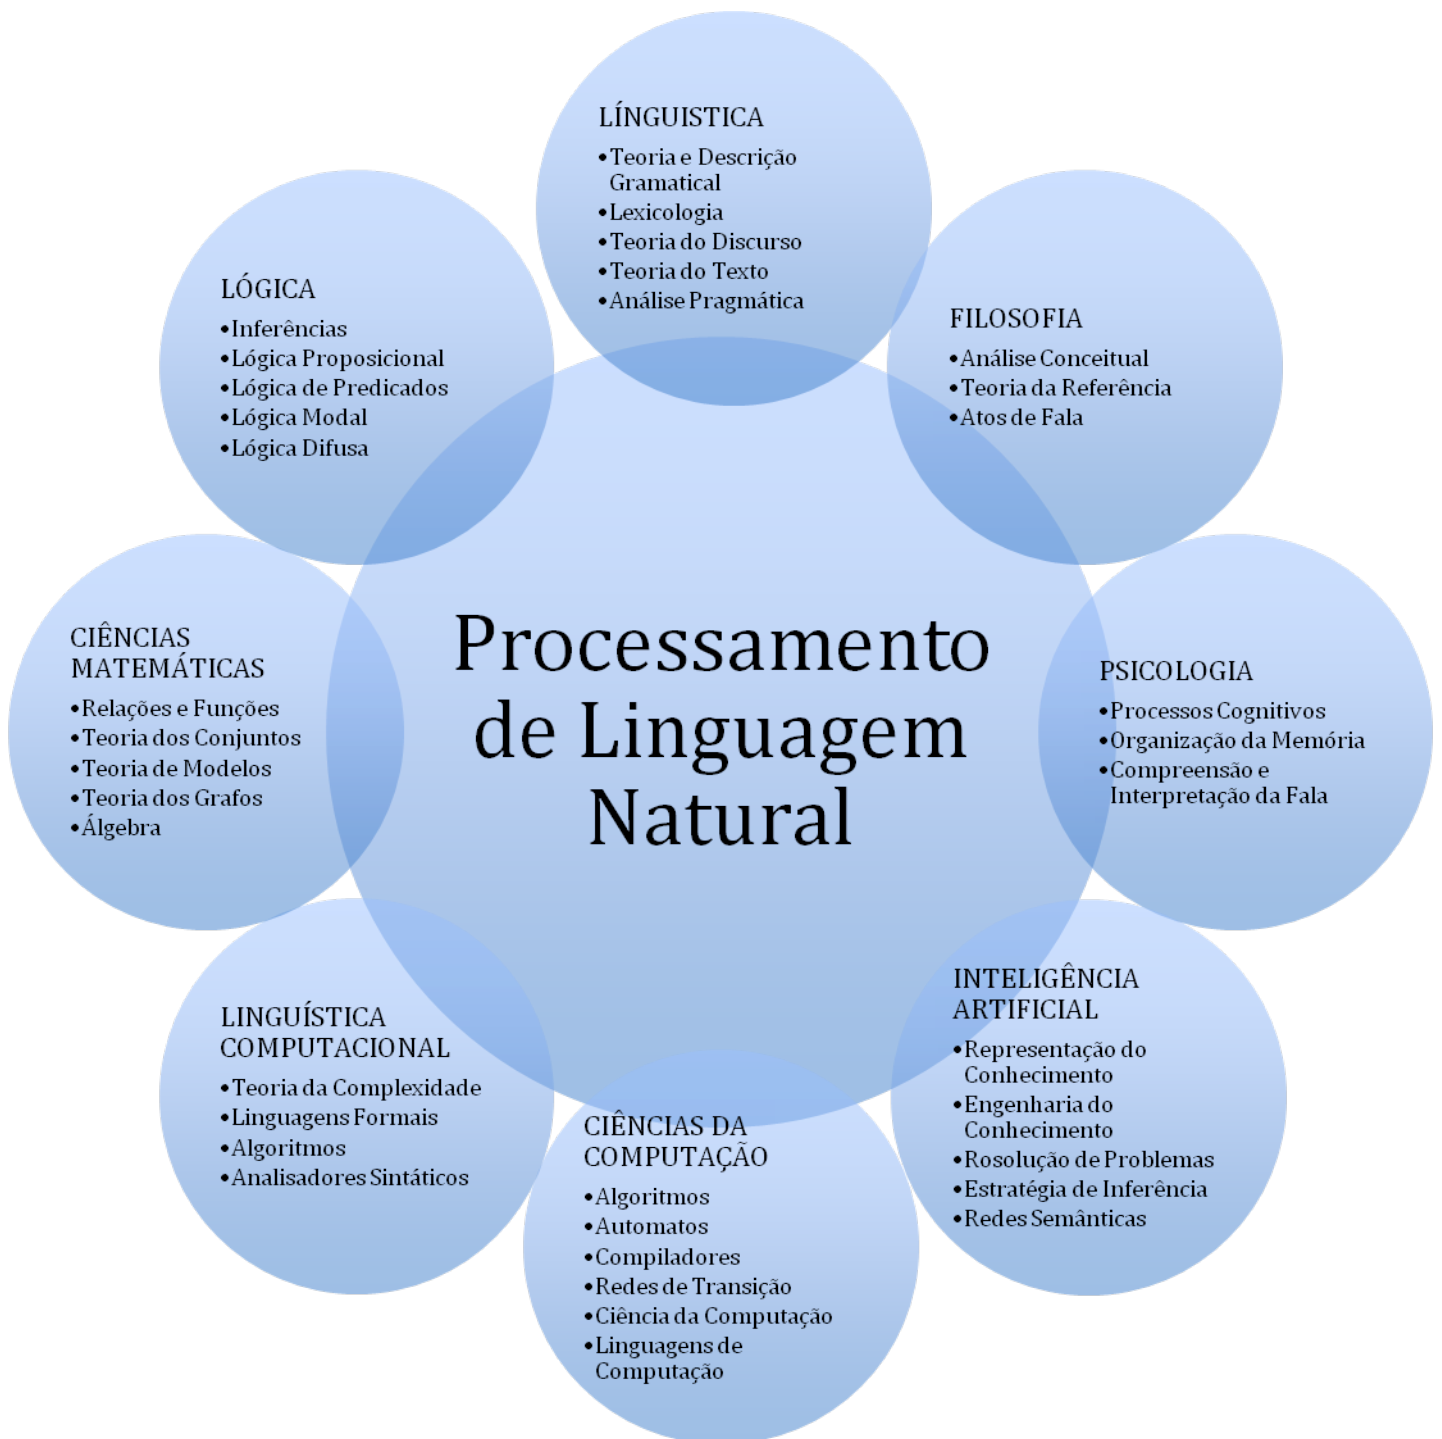 LÍNGUISTICA
•Teoria e Descrição
Gramatical
•Lexicologia
•Teoria do Discurso
•Teoria do Texto
•Análise Pragmática
FILOSOFIA
•Análise Conceitual
•Teoria da Referência
•Atos de Fala
PSICOLOGIA
•Processos Cognitivos
•Organização da Memória
•Compreensão e
Interpretação da Fala
INTELIGÊNCIA
ARTIFICIAL
•Representação do
Conhecimento
•Engenharia do
Conhecimento
•Rosolução de Problemas
•Estratégia de Inferência
•Redes Semânticas
CIÊNCIAS DA
COMPUTAÇÃO
•Algoritmos
•Automatos
•Compiladores
•Redes de Transição
•Ciência da Computação
•Linguagens de
Computação
LINGUÍSTICA
COMPUTACIONAL
•Teoria da Complexidade
•Linguagens Formais
•Algoritmos
•Analisadores Sintáticos
CIÊNCIAS
MATEMÁTICAS
•Relações e Funções
•Teoria dos Conjuntos
•Teoria de Modelos
•Teoria dos Grafos
•Álgebra
LÓGICA
•Inferências
•Lógica Proposicional
•Lógica de Predicados
•Lógica Modal
•Lógica Difusa
Processamento
de Linguagem
Natural